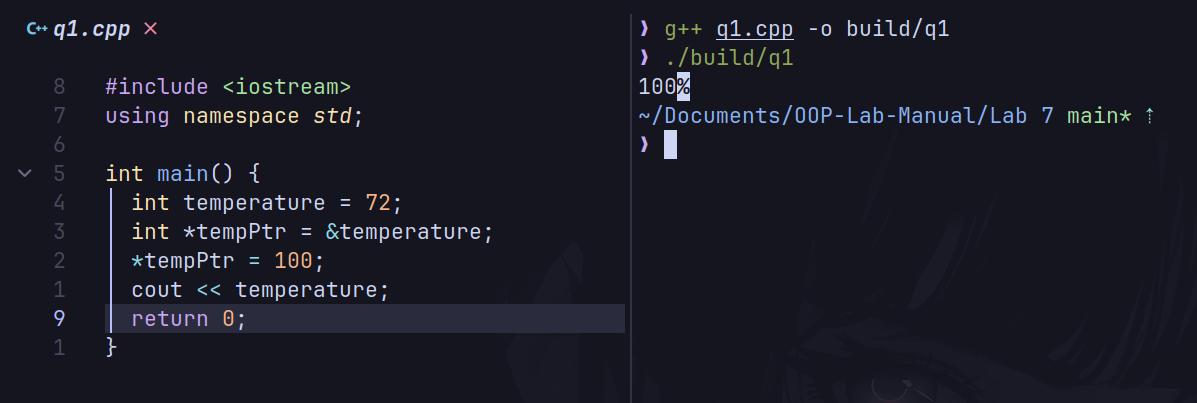 C++ q1.cpp ×
8 #include <iostream>
7 using namespace std;
6
5 int main() {
4 int temperature = 72;
3 int *tempPtr = &temperature;
2 *tempPtr = 100;
1 cout << temperature;
9 return 0;
1 }
❯ g++ q1.cpp -o build/q1
❯ ./build/q1
100%
~/Documents/OOP-Lab-Manual/Lab 7 main* ⇡
❯